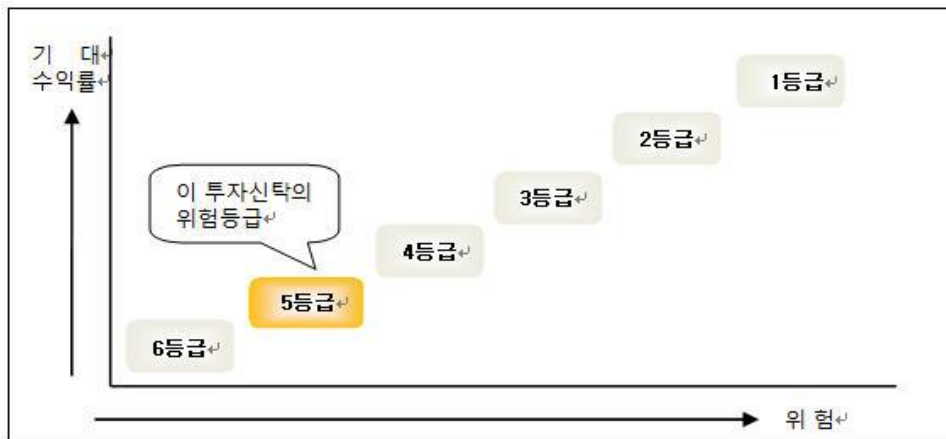 기 대↵
수익률↵
1등급↵
2등급↵
3등급↵
이 투자신탁의
위험등급↵
4등급↵
5등급↵
6등급↵
위 험↵